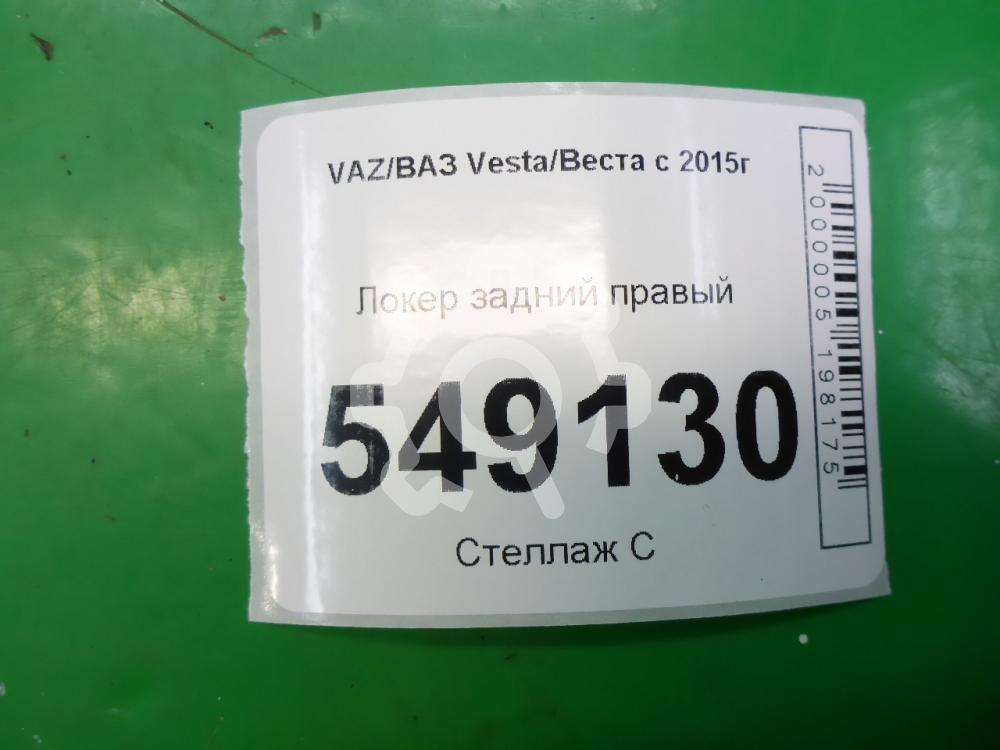 VAZ/ВАЗ Vesta/Веста с 2015г
Локер задний правый
549130
Стеллаж С
2000005198175